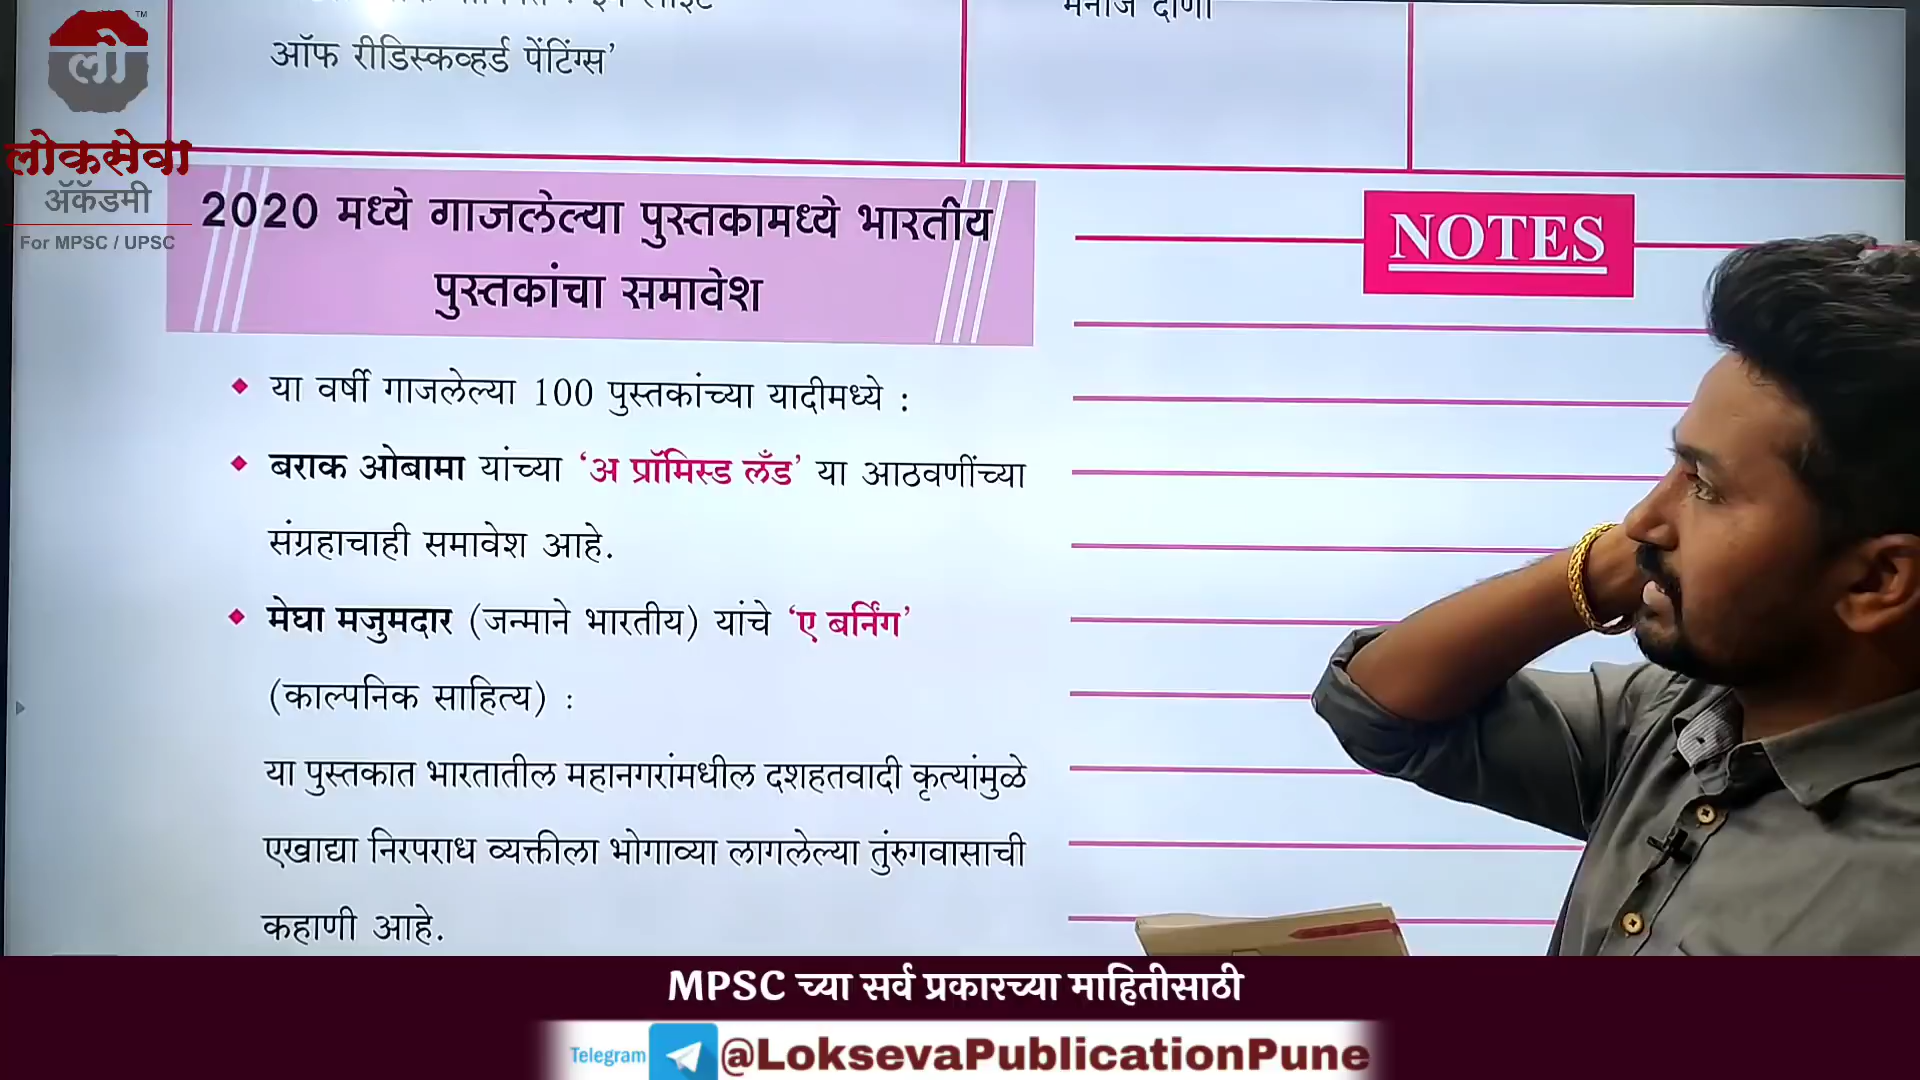 ऑफ रीडिस्कव्हर्ड पेंटिंग्स’
लो
TM
लोकसेवा
ॲकॅडमी
For MPSC / UPSC
2020 मध्ये गाजलेल्या पुस्तकामध्ये भारतीय
पुस्तकांचा समावेश
NOTES
या वर्षी गाजलेल्या 100 पुस्तकांच्या यादीमध्ये :
बराक ओबामा यांच्या ‘अ प्रॉमिस्ड लँड’ या आठवणींच्या
संग्रहाचाही समावेश आहे.
मेघा मजुमदार (जन्माने भारतीय) यांचे ‘ए बर्निंग’
(काल्पनिक साहित्य) :
या पुस्तकात भारतातील महानगरांमधील दशहतवादी कृत्यांमुळे
एखाद्या निरपराध व्यक्तीला भोगाव्या लागलेल्या तुंरुगवासाची
कहाणी आहे.
MPSC च्या सर्व प्रकारच्या माहितीसाठी
Telegram @LoksevaPublicationPune